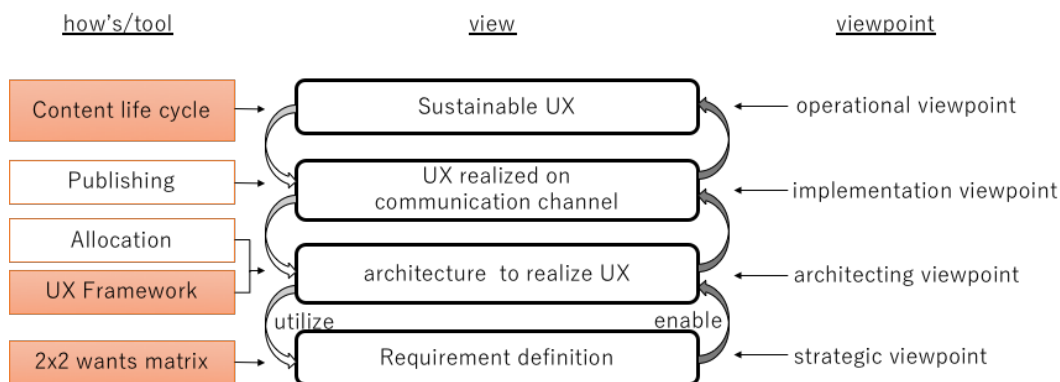 how’s/tool
view
viewpoint
Content life cycle
Sustainable UX
operational viewpoint
Publishing
UX realized on
communication channel
implementation viewpoint
Allocation
UX Framework
architecture to realize UX
architecting viewpoint
utilize
enable
2x2 wants matrix
Requirement definition
strategic viewpoint